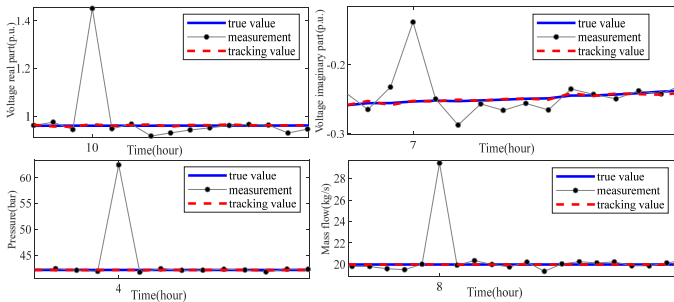 Voltage real part(p.u.)
1.4
1.2
1
10
Time(hour)
true value
measurement
tracking value
Voltage imaginary part(p.u.)
-0.2
-0.3
7
Time(hour)
true value
measurement
tracking value
Pressure(bar)
60
55
50
45
4
Time(hour)
true value
measurement
tracking value
Mass flow(kg/s)
28
26
24
22
20
8
Time(hour)
true value
measurement
tracking value